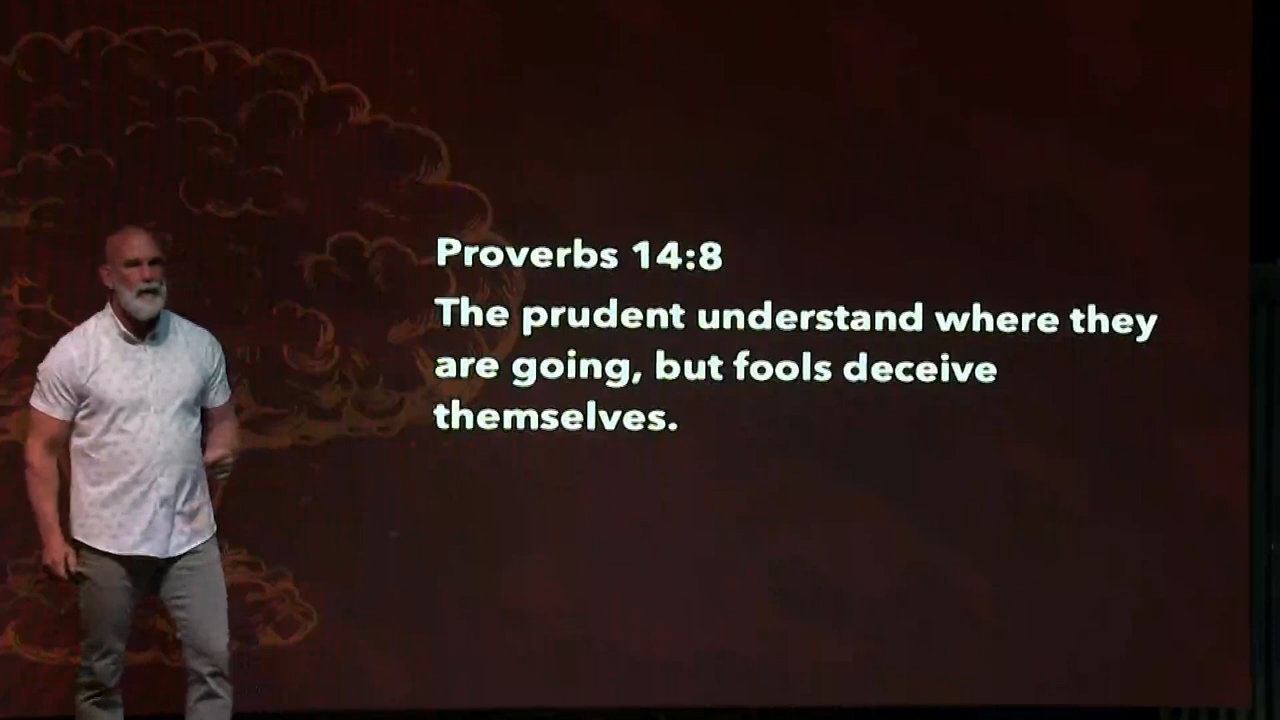 Proverbs 14:8
The prudent understand where they
are going, but fools deceive
themselves.